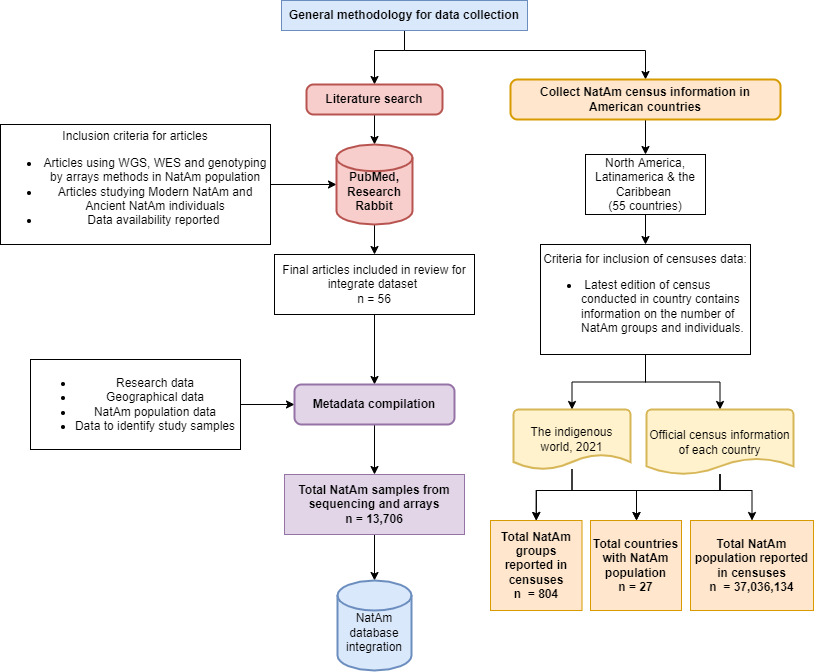 General methodology for data collection
Literature search
Collect NatAm census information in
American countries
Inclusion criteria for articles
• Articles using WGS, WES and genotyping
by arrays methods in NatAm population
• Articles studying Modern NatAm and
Ancient NatAm individuals
• Data availability reported
PubMed,
Research
Rabbit
North America,
Latinamerica & the
Caribbean
(55 countries)
Final articles included in review for
integrate dataset
n = 56
Criteria for inclusion of censuses data:
• Latest edition of census
conducted in country contains
information on the number of
NatAm groups and individuals.
• Research data
• Geographical data
• NatAm population data
• Data to identify study samples
Metadata compilation
The indigenous
world, 2021
Official census information
of each country
Total NatAm samples from
sequencing and arrays
n = 13,706
Total NatAm
groups
reported in
censuses
n = 804
Total countries
with NatAm
population
n = 27
Total NatAm
population reported
in censuses
n = 37,036,134
NatAm
database
integration